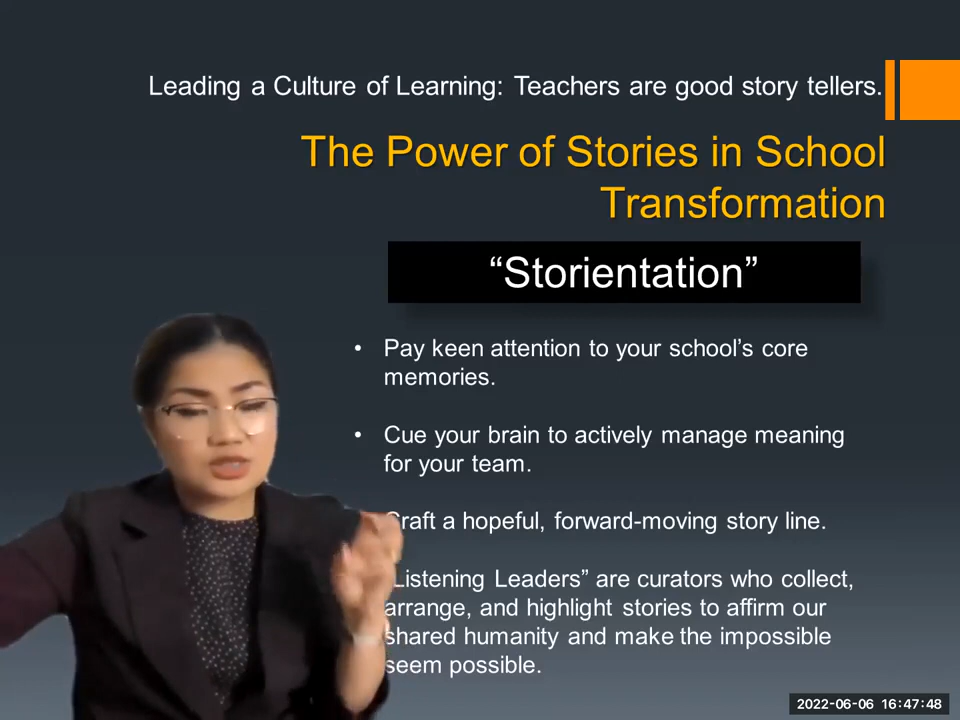 Leading a Culture of Learning: Teachers are good story tellers.
The Power of Stories in School
Transformation
“Storientation”
• Pay keen attention to your school’s core
memories.
• Cue your brain to actively manage meaning
for your team.
Craft a hopeful, forward-moving story line.
Listening Leaders” are curators who collect,
arrange, and highlight stories to affirm our
shared humanity and make the impossible
seem possible.
2022-06-06 16:47:48